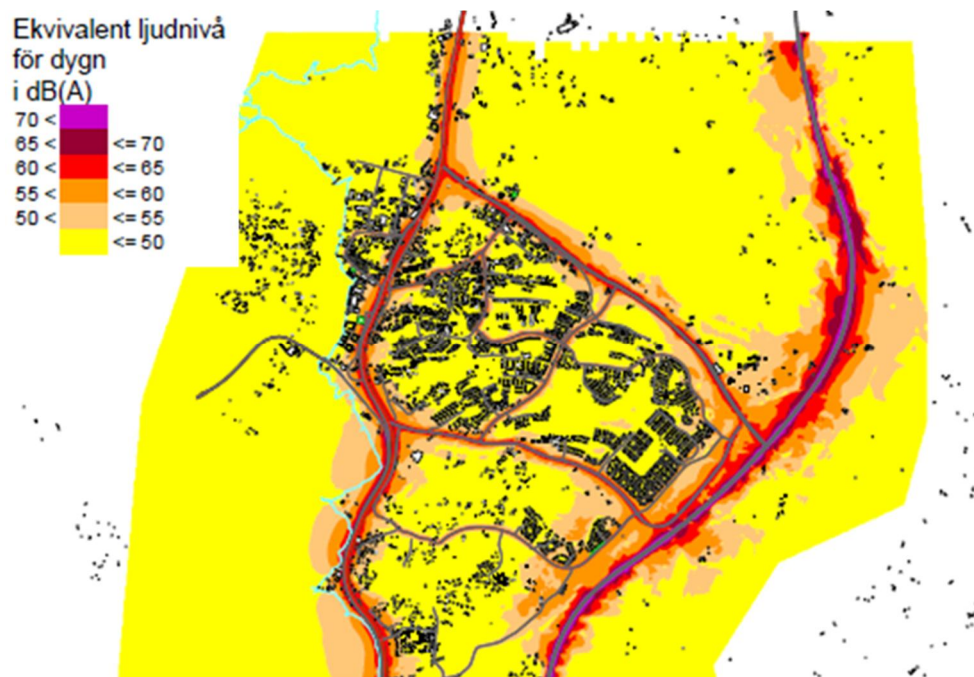 Ekvivalent ljudnivå
för dygn
i dB(A)
70 <
65 < <= 70
60 < <= 65
55 < <= 60
50 < <= 55
<= 50